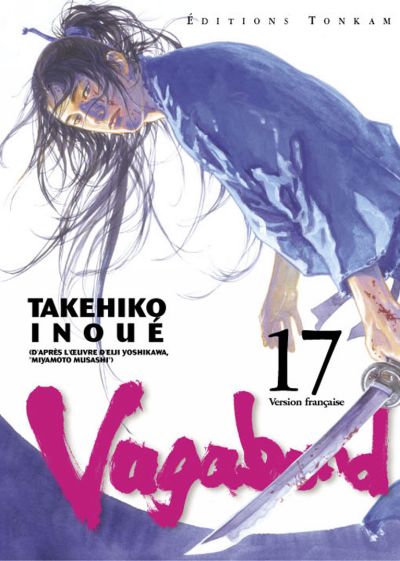 ÉDITIONS TONKAM
TAKEHIKO
INOUÉ
(D'APRÈS L'ŒUVRE D'EIJI YOSHIKAWA,
"MIYAMOTO MUSASHI")
17
Version française
Vagabond